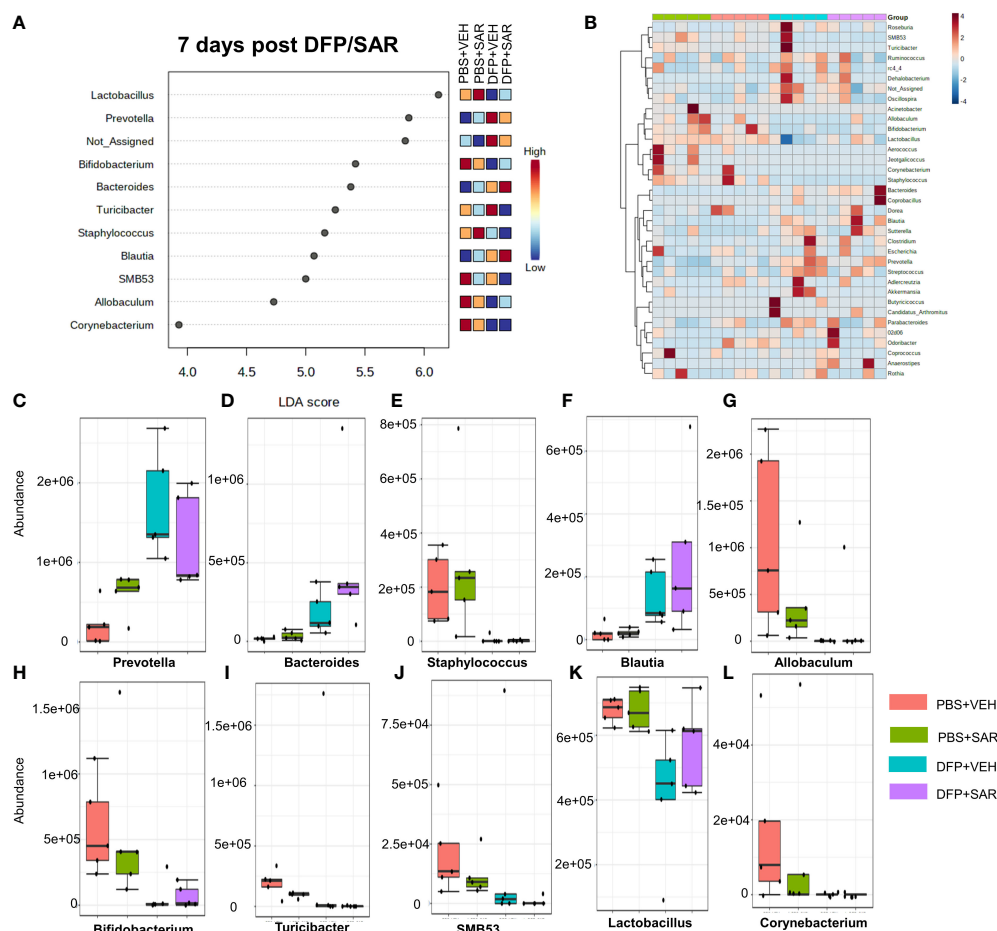 A
7 days post DFP/SAR
PBS+VEH
PBS+SAR
DFP+VEH
DFP+SAR
Lactobacillus
Prevotella
Not_Assigned
Bifidobacterium
Bacteroides
Turicibacter
Staphylococcus
Blautia
SMB53
Allobaculum
Corynebacterium
High
Low
4.0 4.5 5.0 5.5 6.0
LDA score
B
Group
Roseburia
SMB53
Turicibacter
Ruminococcus
rc4_4
Dehalobacterium
Not_Assigned
Oscillospira
Acinetobacter
Allobaculum
Bifidobacterium
Lactobacillus
Aerococcus
Jeotgalicoccus
Corynebacterium
Staphylococcus
Bacteroides
Coprobacillus
Dorea
Blautia
Sutterella
Clostridium
Escherichia
Prevotella
Streptococcus
Adlercreutzia
Akkermansia
Butyricicoccus
Candidatus_Arthromitus
Parabacteroides
02d06
Odoribacter
Coprococcus
Anaerostipes
Rothia
4
2
0
-2
-4
C
Abundance
2e+06
1e+06
0
Prevotella
D
1e+06
5e+05
0
Bacteroides
E
8e+05
6e+05
4e+05
2e+05
0
Staphylococcus
F
6e+05
4e+05
2e+05
0
Blautia
G
2e+06
1.5e+06
1e+06
5e+05
0
Allobaculum
H
Abundance
1.5e+06
1e+06
5e+05
0
Bifidobacterium
I
1.5e+06
1e+06
5e+05
0
Turicibacter
J
7.5e+04
5e+04
2.5e+04
0
SMB53
K
6e+05
4e+05
2e+05
Lactobacillus
L
4e+04
2e+04
0
Corynebacterium
PBS+VEH
PBS+SAR
DFP+VEH
DFP+SAR